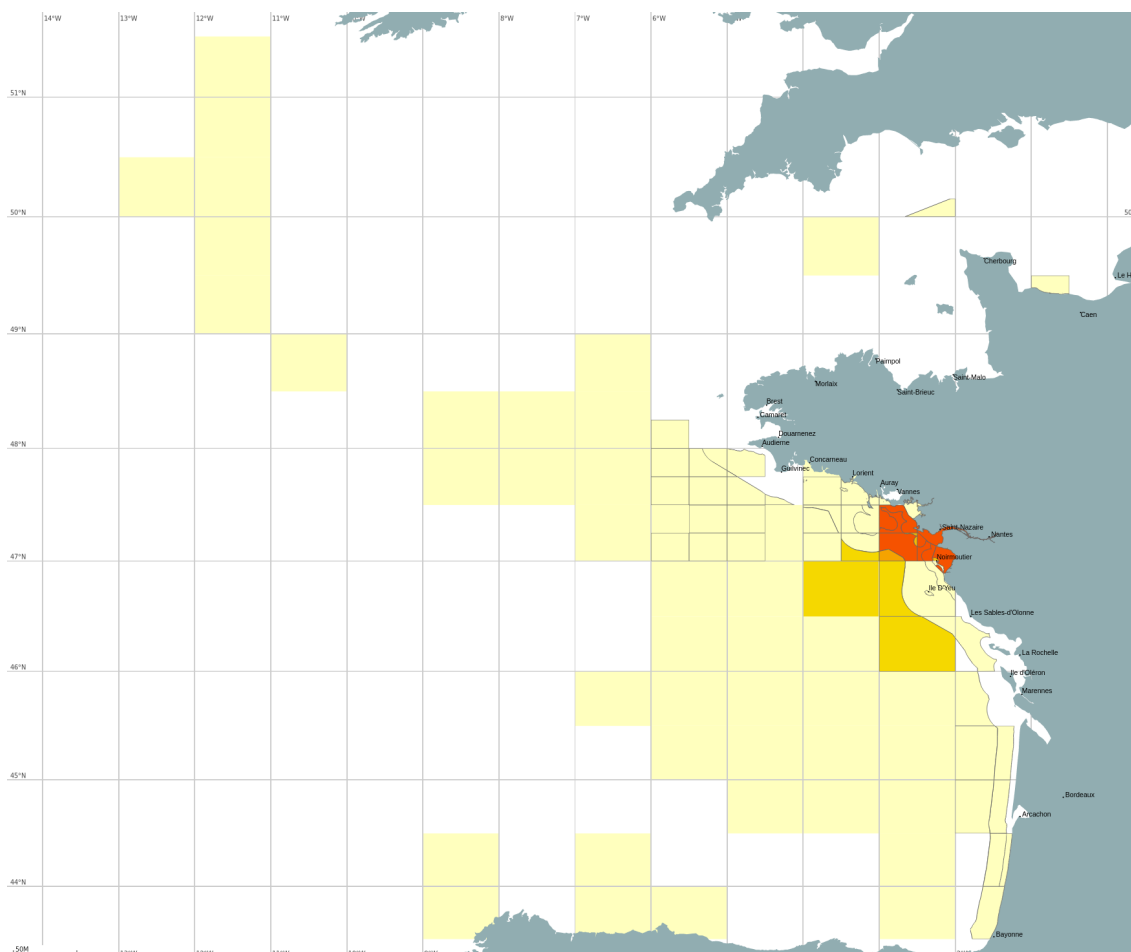 14°W 13°W 12°W 11°W 9°W 8°W 7°W 6°W
51°N
50°N
Cherbourg
Le H
49°N
Caen
Paimpol
Saint-Malo
Morlaix
Saint-Brieuc
Brest
Camaret
Douarnenez
48°N
Audierne
Concarneau
Guilvinec
Lorient
Auray
Vannes
Saint-Nazaire
Nantes
47°N
Noirmoutier
Ile D'Yeu
Les Sables-d'Olonne
46°N
La Rochelle
Ile d'Oléron
Marennes
45°N
Bordeaux
Arcachon
44°N
Bayonne
50M